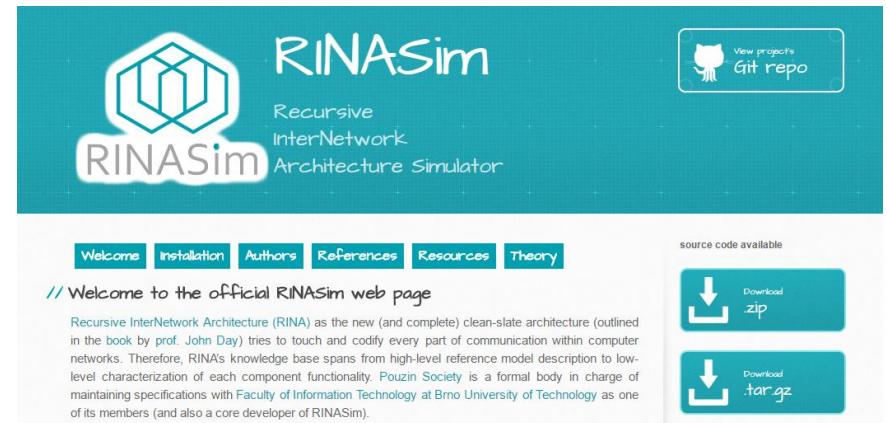 RINASim
RINASim
Recursive
InterNetwork
Architecture Simulator
View project's
Git repo
Welcome Installation Authors References Resources Theory
// Welcome to the official RINASim web page
Recursive InterNetwork Architecture (RINA) as the new (and complete) clean-slate architecture (outlined
in the book by prof. John Day) tries to touch and codify every part of communication within computer
networks. Therefore, RINA's knowledge base spans from high-level reference model description to low-
level characterization of each component functionality. Pouzin Society is a formal body in charge of
maintaining specifications with Faculty of Information Technology at Brno University of Technology as one
of its members (and also a core developer of RINASim).
source code available
Download
.zip
Download
.tar.gz